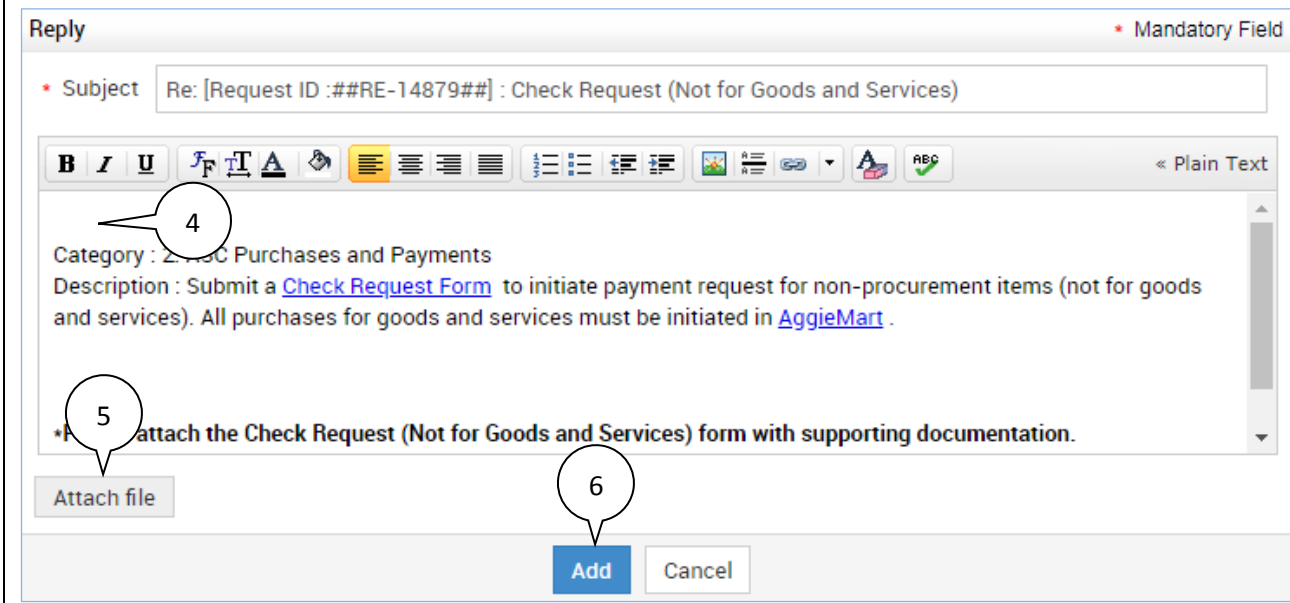 Reply
* Mandatory Field
* Subject
Re: [Request ID :##RE-14879##] : Check Request (Not for Goods and Services)
B I U
« Plain Text
4
Category : 2. C Purchases and Payments
Description : Submit a Check Request Form to initiate payment request for non-procurement items (not for goods
and services). All purchases for goods and services must be initiated in AggieMart .
5
attach the Check Request (Not for Goods and Services) form with supporting documentation.
Attach file
6
Add
Cancel